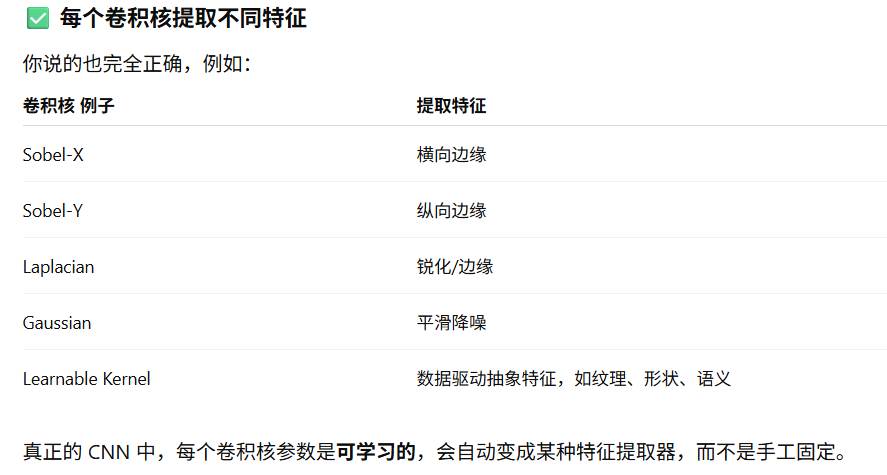 ✅ 每个卷积核提取不同特征
你说的也完全正确，例如：
卷积核 例子 提取特征
Sobel-X 横向边缘
Sobel-Y 纵向边缘
Laplacian 锐化/边缘
Gaussian 平滑降噪
Learnable Kernel 数据驱动抽象特征，如纹理、形状、语义
真正的 CNN 中，每个卷积核参数是可学习的，会自动变成某种特征提取器，而不是手工固定。